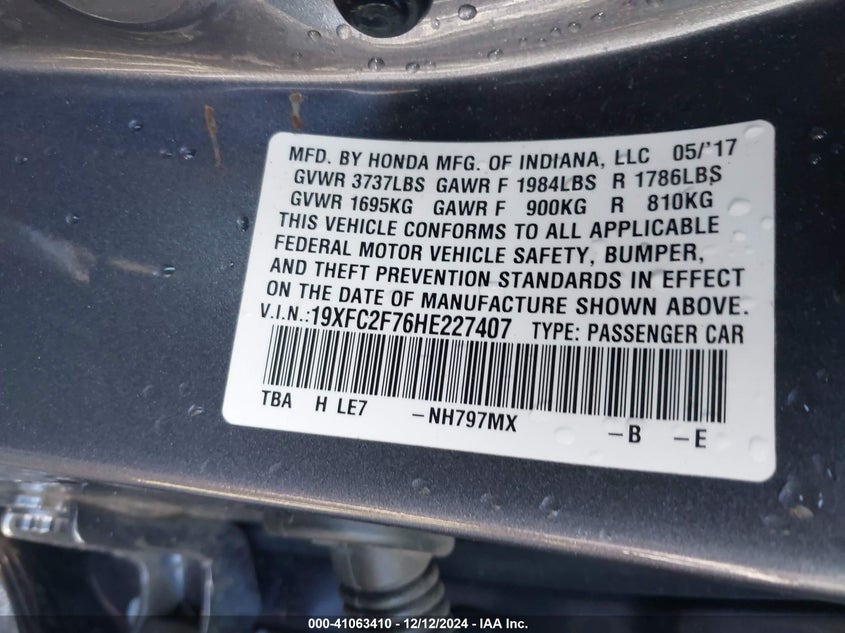 MFD. BY HONDA MFG. OF INDIANA, LLC 05/'17
GVWR 3737LBS GAWR F 1984LBS R 1786LBS
GVWR 1695KG GAWR F 900KG R 810KG
THIS VEHICLE CONFORMS TO ALL APPLICABLE
FEDERAL MOTOR VEHICLE SAFETY, BUMPER,
AND THEFT PREVENTION STANDARDS IN EFFECT
ON THE DATE OF MANUFACTURE SHOWN ABOVE.
V.I.N.:19XFC2F76HE227407 TYPE: PASSENGER CAR
TBA H LE7 -NH797MX -B -E
000-41063410 - 12/12/2024 - IAA Inc.